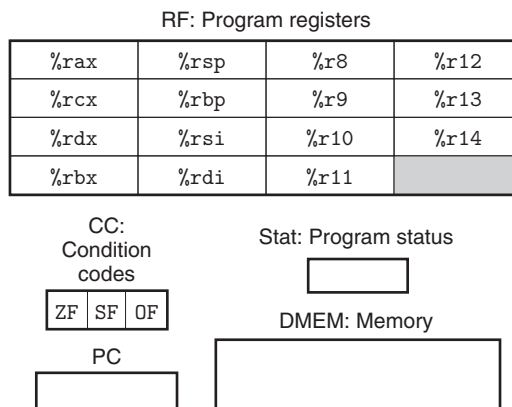 RF: Program registers
%rax %rsp %r8 %r12
%rcx %rbp %r9 %r13
%rdx %rsi %r10 %r14
%rbx %rdi %r11
CC:
Condition
codes
ZF SF OF
Stat: Program status
DMEM: Memory
PC